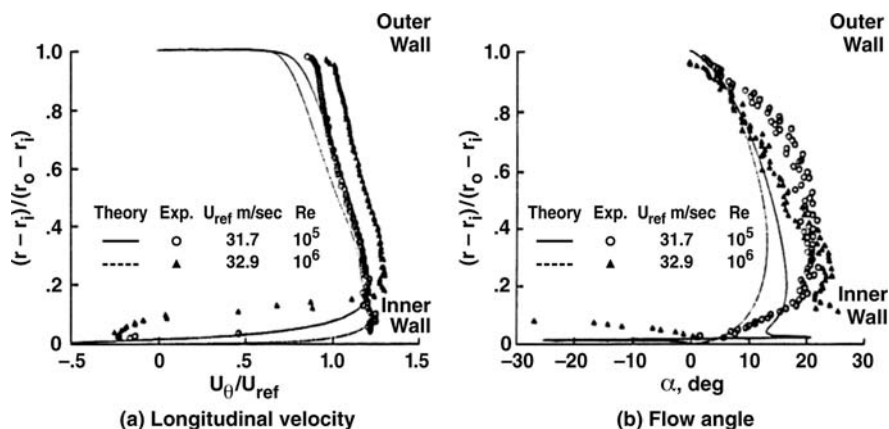 Outer
Wall
1.0
.8
.6
.4
.2
0
(r – rᵢ)/(rₒ – rᵢ)
Theory Exp. U_ref m/sec Re
31.7 10⁵
32.9 10⁶
Inner
Wall
–.5 0 0.5 1.0 1.5
U_θ/U_ref
(a) Longitudinal velocity
Outer
Wall
1.0
.8
.6
.4
.2
0
(r – rᵢ)/(rₒ – rᵢ)
Theory Exp. U_ref m/sec Re
31.7 10⁵
32.9 10⁶
Inner
Wall
–30 –20 –10 0 10 20 30
α, deg
(b) Flow angle